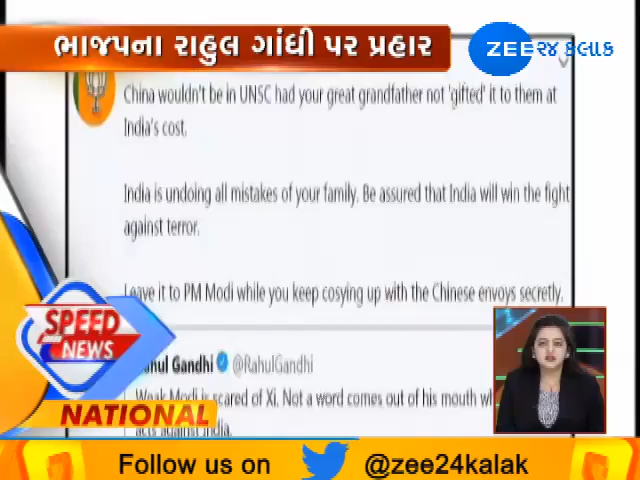 ભાજપના રાહુલ ગાંધી પર પ્રહાર
ZEE ૨૪ કલાક
China wouldn't be in UNSC had your great grandfather not 'gifted' it to them at
India's cost.
India is undoing all mistakes of your family. Be assured that India will win the fight
against terror.
Leave it to PM Modi while you keep cosying up with the Chinese envoys secretly.
SPEED
NEWS
Gandhi @RahulGandhi
Weak Modi is scared of Xi. Not a word comes out of his mouth
acts against India.
NATIONAL
Follow us on @zee24kalak